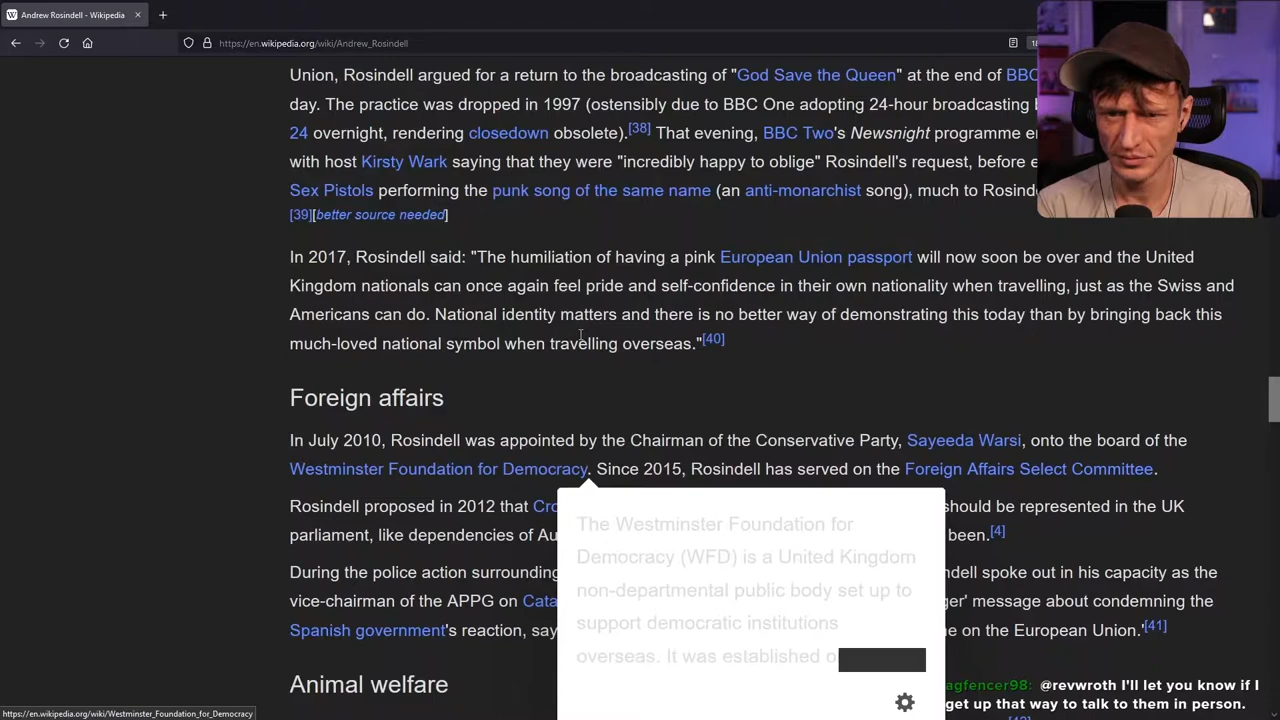 Andrew Rosindell - Wikipedia
https://en.wikipedia.org/wiki/Andrew_Rosindell
Union, Rosindell argued for a return to the broadcasting of "God Save the Queen" at the end of BBC
day. The practice was dropped in 1997 (ostensibly due to BBC One adopting 24-hour broadcasting
24 overnight, rendering closedown obsolete).[38] That evening, BBC Two's Newsnight programme
with host Kirsty Wark saying that they were "incredibly happy to oblige" Rosindell's request, before
Sex Pistols performing the punk song of the same name (an anti-monarchist song), much to
[39][better source needed]
In 2017, Rosindell said: "The humiliation of having a pink European Union passport will now soon be over and the United
Kingdom nationals can once again feel pride and self-confidence in their own nationality when travelling, just as the Swiss and
Americans can do. National identity matters and there is no better way of demonstrating this today than by bringing back this
much-loved national symbol when travelling overseas."[40]
Foreign affairs
In July 2010, Rosindell was appointed by the Chairman of the Conservative Party, Sayeeda Warsi, onto the board of the
Westminster Foundation for Democracy. Since 2015, Rosindell has served on the Foreign Affairs Select Committee.
Rosindell proposed in 2012 that should be represented in the UK
parliament, like dependencies of been.[4]
During the police action surrounding spoke out in his capacity as the
vice-chairman of the APPG on message about condemning the
Spanish government's reaction, on the European Union.'[41]
The Westminster Foundation for
Democracy (WFD) is a United Kingdom
non-departmental public body set up to
support democratic institutions
overseas. It was established
Animal welfare
agfencer98: @revwroth I'll let you know if I
get up that way to talk to them in person.
https://en.wikipedia.org/wiki/Westminster_Foundation_for_Democracy